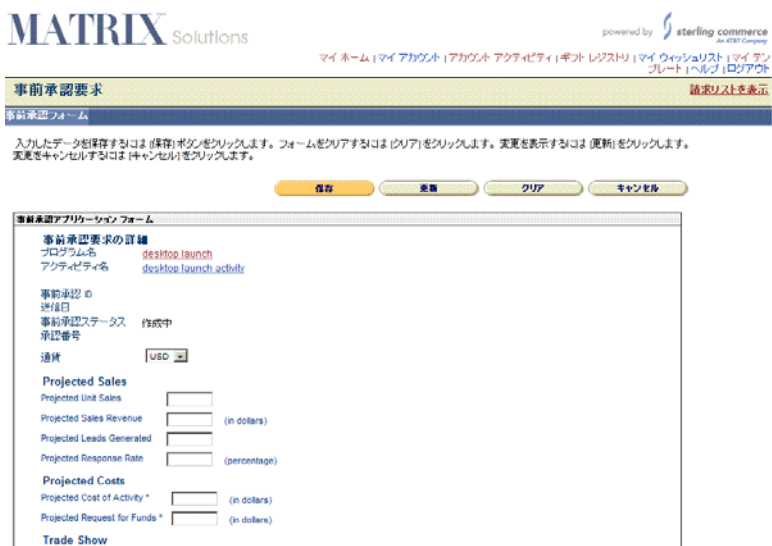 MATRIX Solutions
powered by sterling commerce
An AT&T Company
マイ ホーム | マイ アカウント | アカウント アクティビティ | ギフト レジストリ | マイ ウィッシュリスト | マイ テン
プレート | ヘルプ | ログアウト
事前承認要求
請求リストを表示
事前承認フォーム
入力したデータを保存するには [保存] ボタンをクリックします。フォームをクリアするには [クリア] をクリックします。変更を表示するには [更新] をクリックします。
変更をキャンセルするには [キャンセル] をクリックします。
保存 更新 クリア キャンセル
事前承認アプリケーション フォーム
事前承認要求の詳細
プログラム名 desktop launch
アクティビティ名 desktop launch activity
事前承認 ID
送信日
事前承認ステータス 作成中
承認番号
通貨 USD
Projected Sales
Projected Unit Sales
Projected Sales Revenue (in dollars)
Projected Leads Generated
Projected Response Rate (percentage)
Projected Costs
Projected Cost of Activity * (in dollars)
Projected Request for Funds * (in dollars)
Trade Show